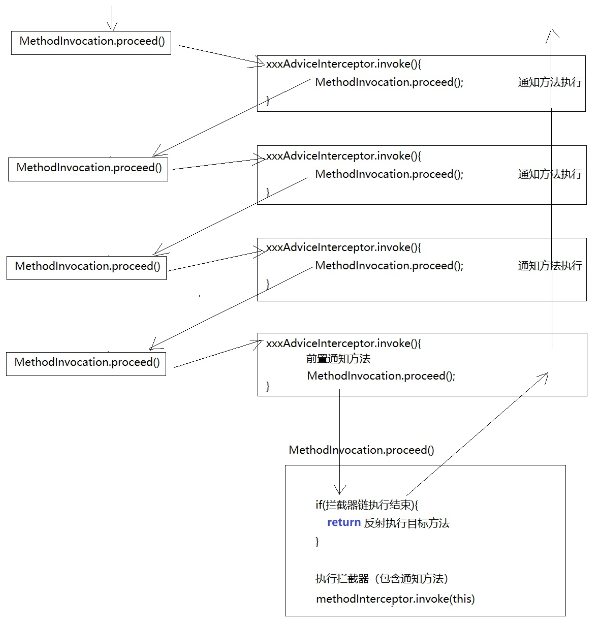 MethodInvocation.proceed()
xxxAdviceInterceptor.invoke(){
MethodInvocation.proceed(); 通知方法执行
}
MethodInvocation.proceed()
xxxAdviceInterceptor.invoke(){
MethodInvocation.proceed(); 通知方法执行
}
MethodInvocation.proceed()
xxxAdviceInterceptor.invoke(){
MethodInvocation.proceed(); 通知方法执行
}
MethodInvocation.proceed()
xxxAdviceInterceptor.invoke(){
前置通知方法
MethodInvocation.proceed();
}
MethodInvocation.proceed()
if(拦截器链执行结束){
return 反射执行目标方法
}
执行拦截器（包含通知方法）
methodInterceptor.invoke(this)